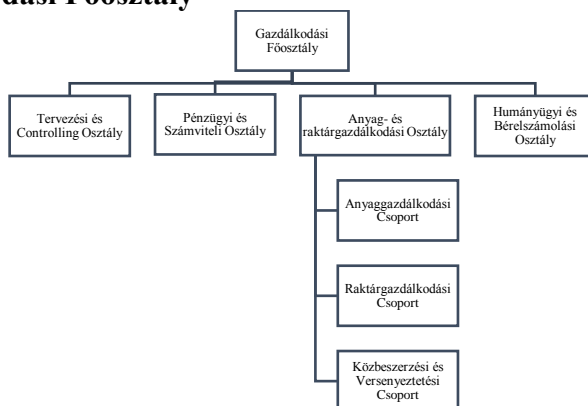 dási Főosztály
Gazdálkodási
Főosztály
Tervezési és
Controlling Osztály
Pénzügyi és
Számviteli Osztály
Anyag- és
raktárgazdálkodási Osztály
Humánügyi és
Bérelszámolási
Osztály
Anyaggazdálkodási
Csoport
Raktárgazdálkodási
Csoport
Közbeszerzési és
Versenyeztetési
Csoport